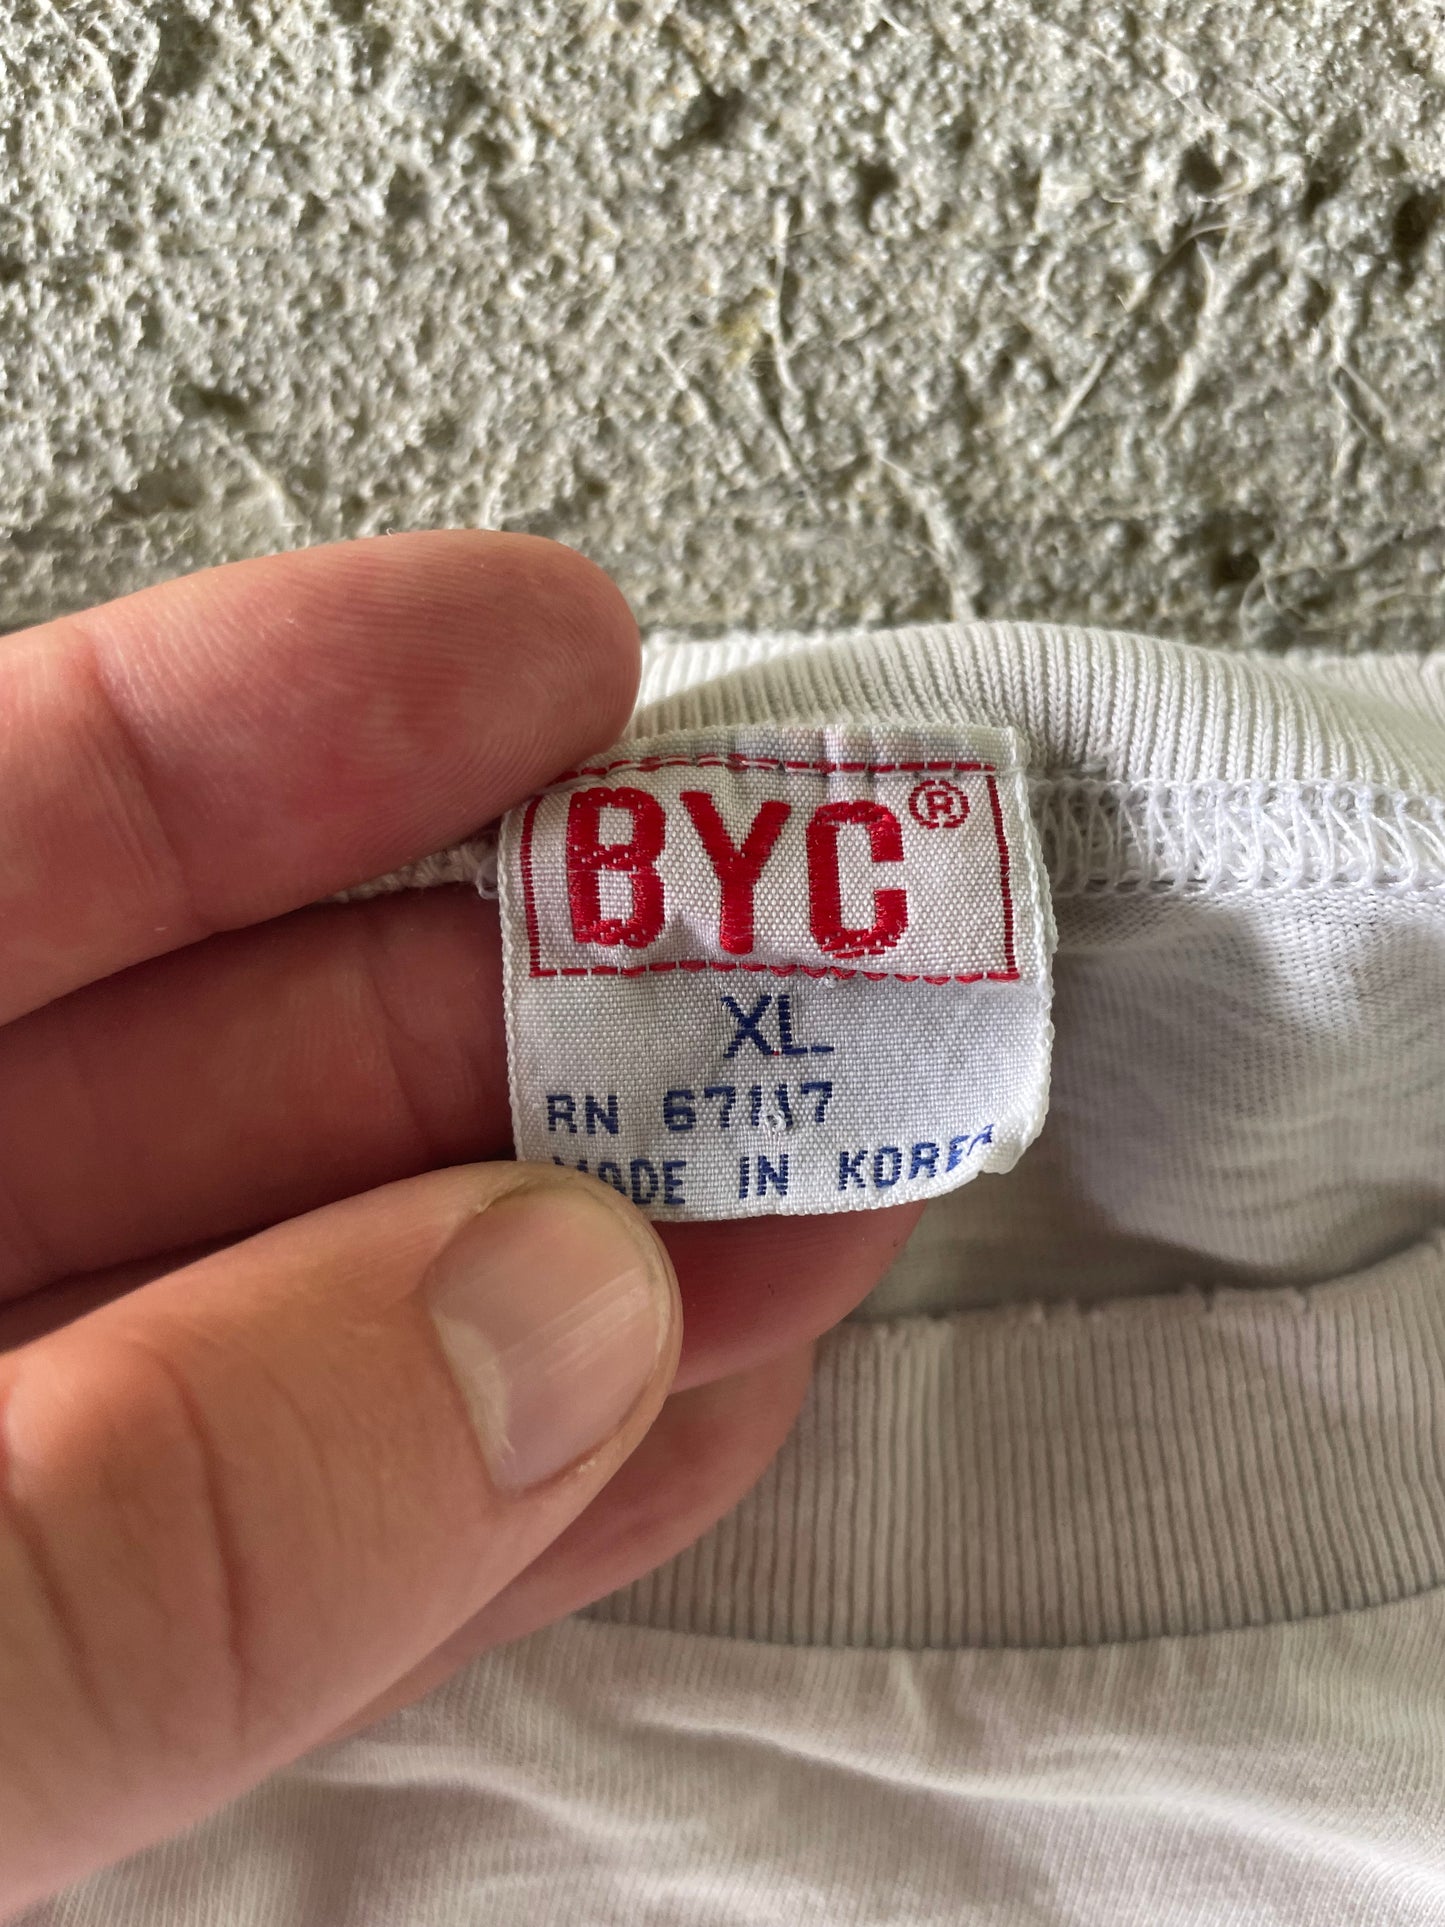 BYC®
XL
RN 67117
MADE IN KOREA